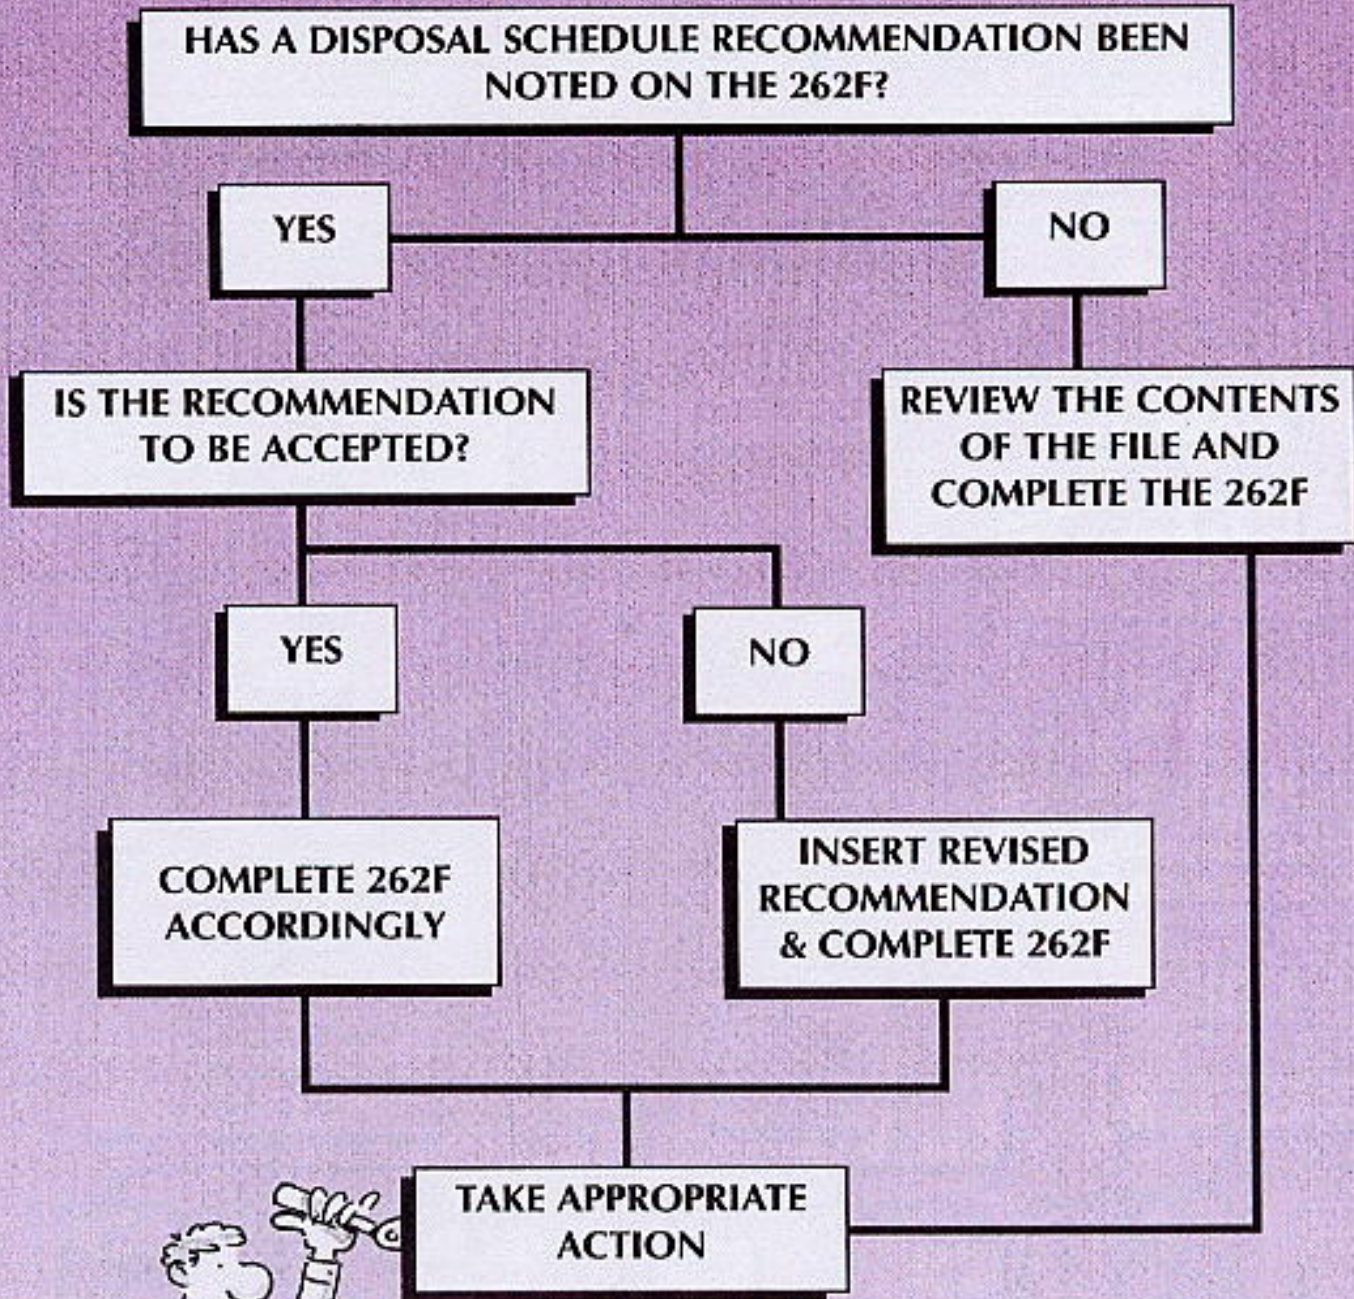 HAS A DISPOSAL SCHEDULE RECOMMENDATION BEEN
NOTED ON THE 262F?
YES
NO
IS THE RECOMMENDATION
TO BE ACCEPTED?
REVIEW THE CONTENTS
OF THE FILE AND
COMPLETE THE 262F
YES
NO
COMPLETE 262F
ACCORDINGLY
INSERT REVISED
RECOMMENDATION
& COMPLETE 262F
TAKE APPROPRIATE
ACTION